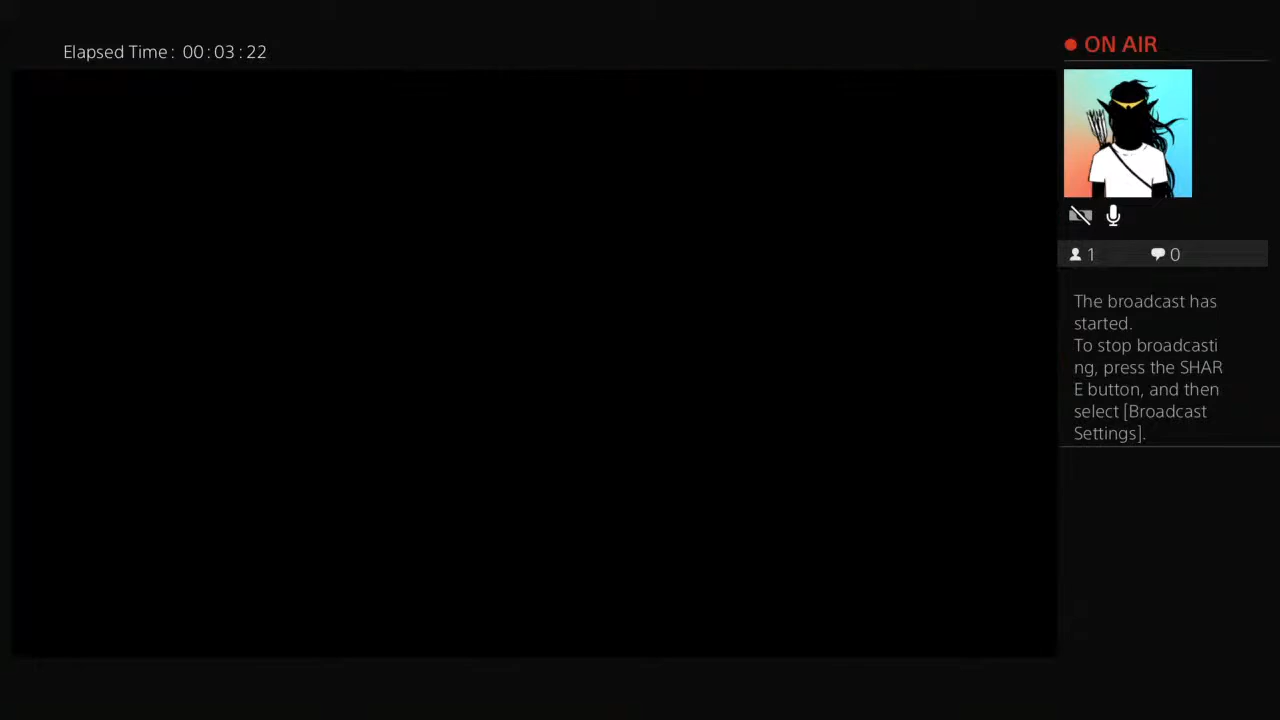 Elapsed Time: 00:03:22
ON AIR
1 0
The broadcast has
started.
To stop broadcasti
ng, press the SHAR
E button, and then
select [Broadcast
Settings].